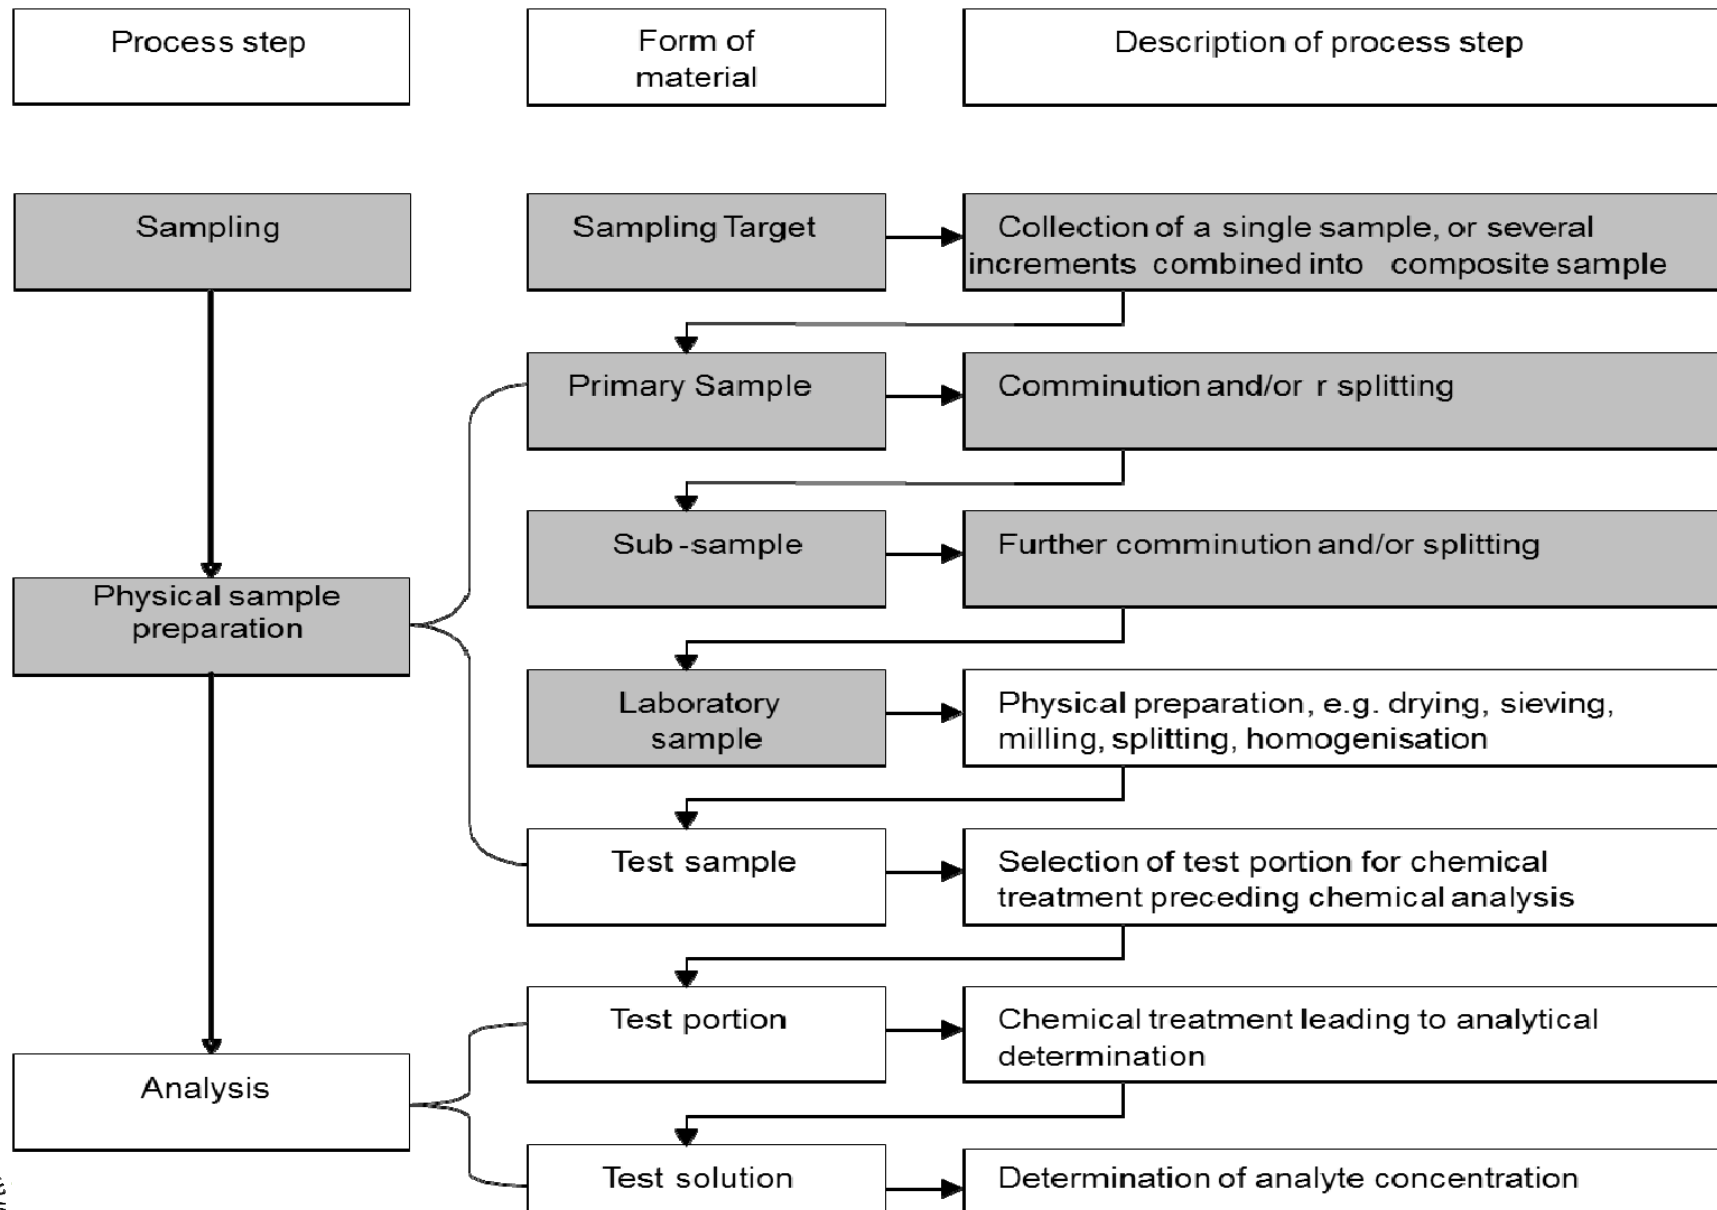 Process step
Form of
material
Description of process step
Sampling
Sampling Target
Collection of a single sample, or several
increments combined into composite sample
Primary Sample
Comminution and/or r splitting
Sub-sample
Further comminution and/or splitting
Physical sample
preparation
Laboratory
sample
Physical preparation, e.g. drying, sieving,
milling, splitting, homogenisation
Test sample
Selection of test portion for chemical
treatment preceding chemical analysis
Test portion
Chemical treatment leading to analytical
determination
Analysis
Test solution
Determination of analyte concentration